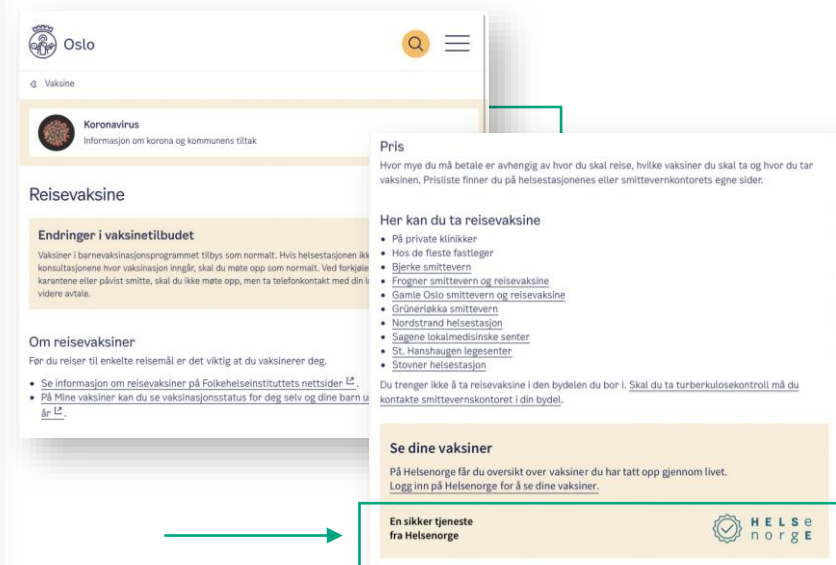 Oslo
Vaksine
Koronavirus
Informasjon om korona og kommunens tiltak
Reisevaksine
Endringer i vaksinetilbudet
Vaksiner i barnevaksinasjonsprogrammet tilbys som normalt. Hvis helsestasjonen ikk
konsultasjonene hvor vaksinasjon inngår, skal du møte opp som normalt. Ved forkjøle
karantene eller påvist smitte, skal du ikke møte opp, men ta telefonkontakt med din l
videre avtale.
Om reisevaksiner
Før du reiser til enkelte reisemål er det viktig at du vaksinerer deg.
Se informasjon om reisevaksiner på Folkehelseinstituttets nettsider.
På Mine vaksiner kan du se vaksinasjonsstatus for deg selv og dine barn u
år.
Pris
Hvor mye du må betale er avhengig av hvor du skal reise, hvilke vaksiner du skal ta og hvor du tar
vaksinen. Prisliste finner du på helsestasjonenes eller smittevernkontorets egne sider.
Her kan du ta reisevaksine
På private klinikker
Hos de fleste fastleger
Bjerke smittevern
Frogner smittevern og reisevaksine
Gamle Oslo smittevern og reisevaksine
Grünerløkka smittevern
Nordstrand helsestasjon
Sagene lokalmedisinske senter
St. Hanshaugen legesenter
Stovner helsestasjon
Du trenger ikke å ta reisevaksine i den bydelen du bor i. Skal du ta turberkulosekontroll må du
kontakte smittevernskontoret i din bydel.
Se dine vaksiner
På Helsenorge får du oversikt over vaksiner du har tatt opp gjennom livet.
Logg inn på Helsenorge for å se dine vaksiner.
En sikker tjeneste
fra Helsenorge
HELSe
norgE